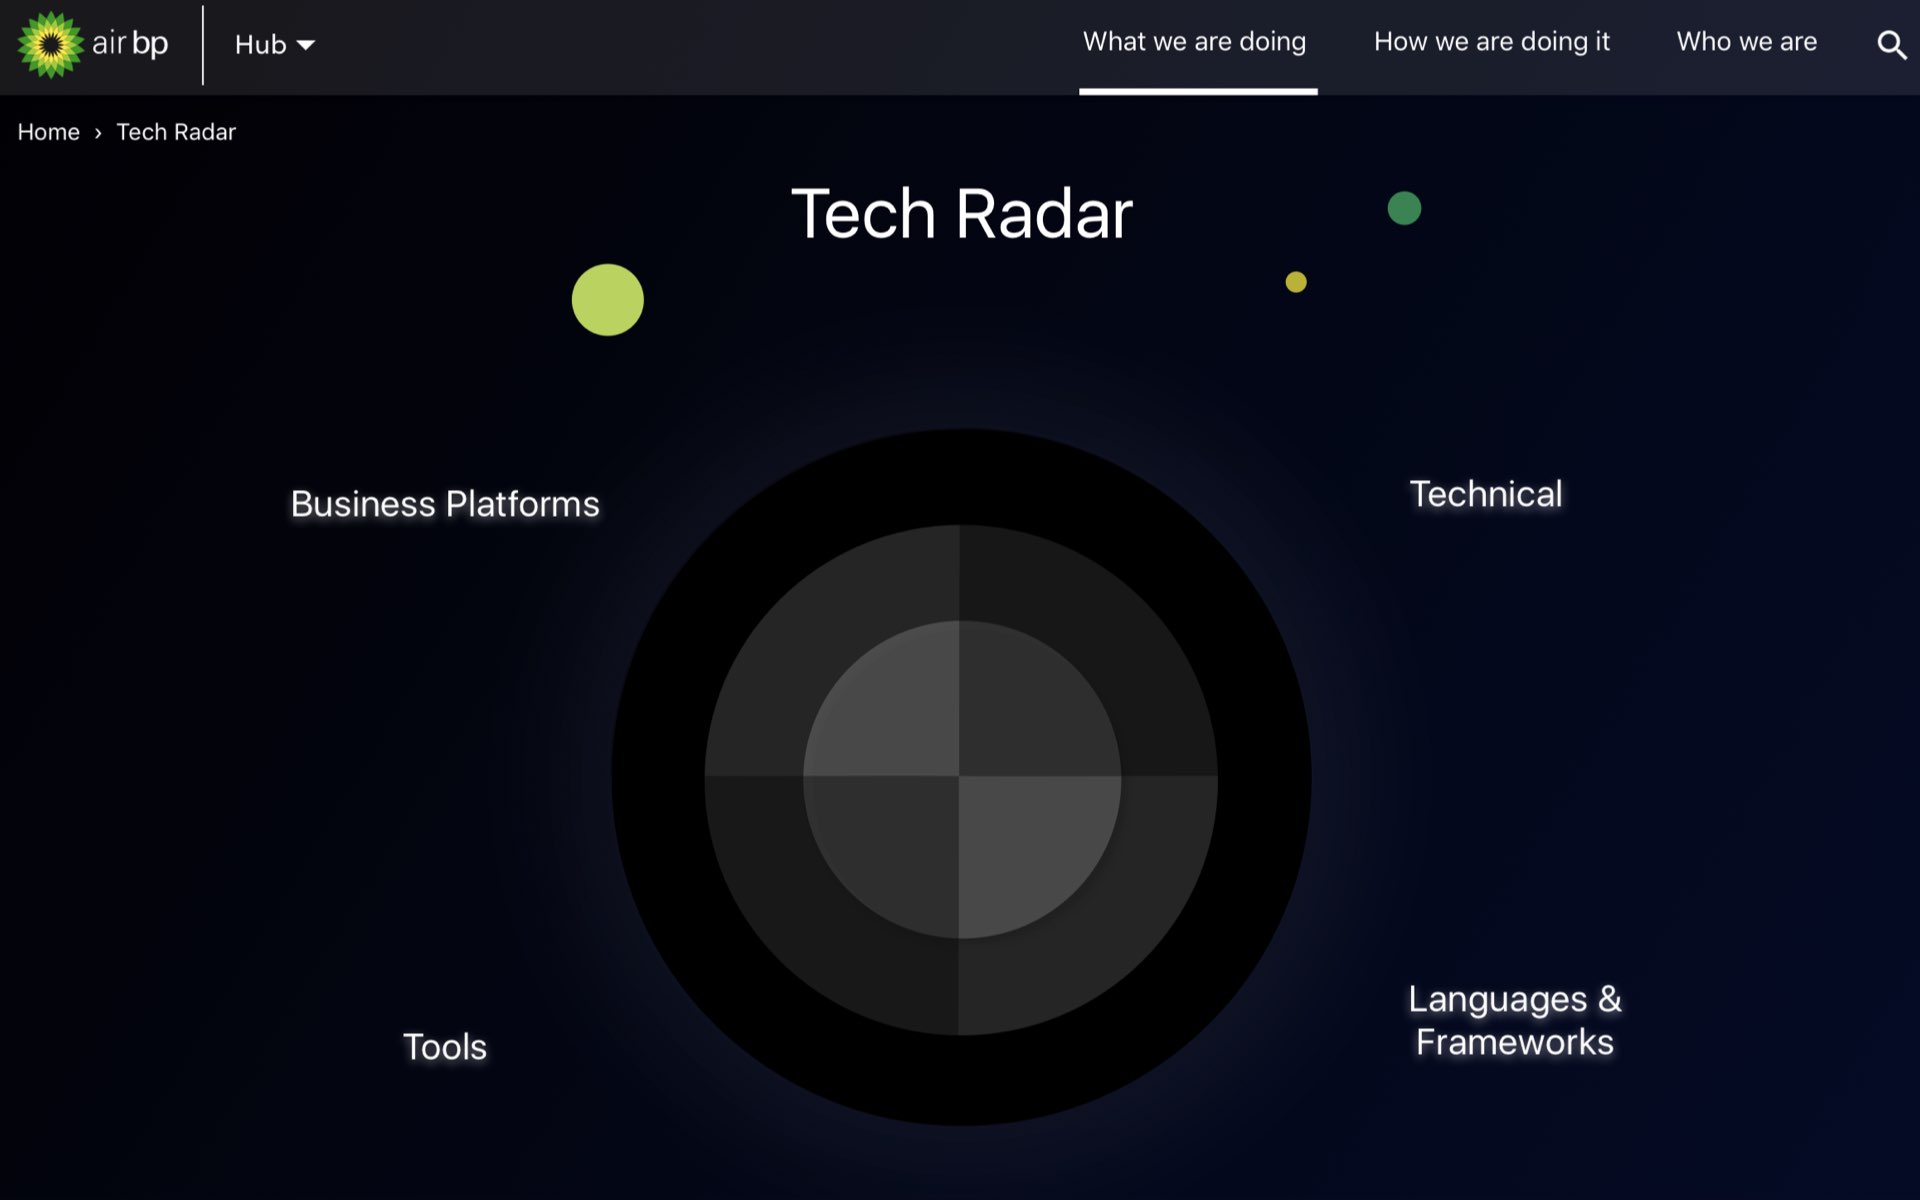 air bp
Hub
What we are doing
How we are doing it
Who we are
Home › Tech Radar
Tech Radar
Business Platforms
Technical
Tools
Languages &
Frameworks